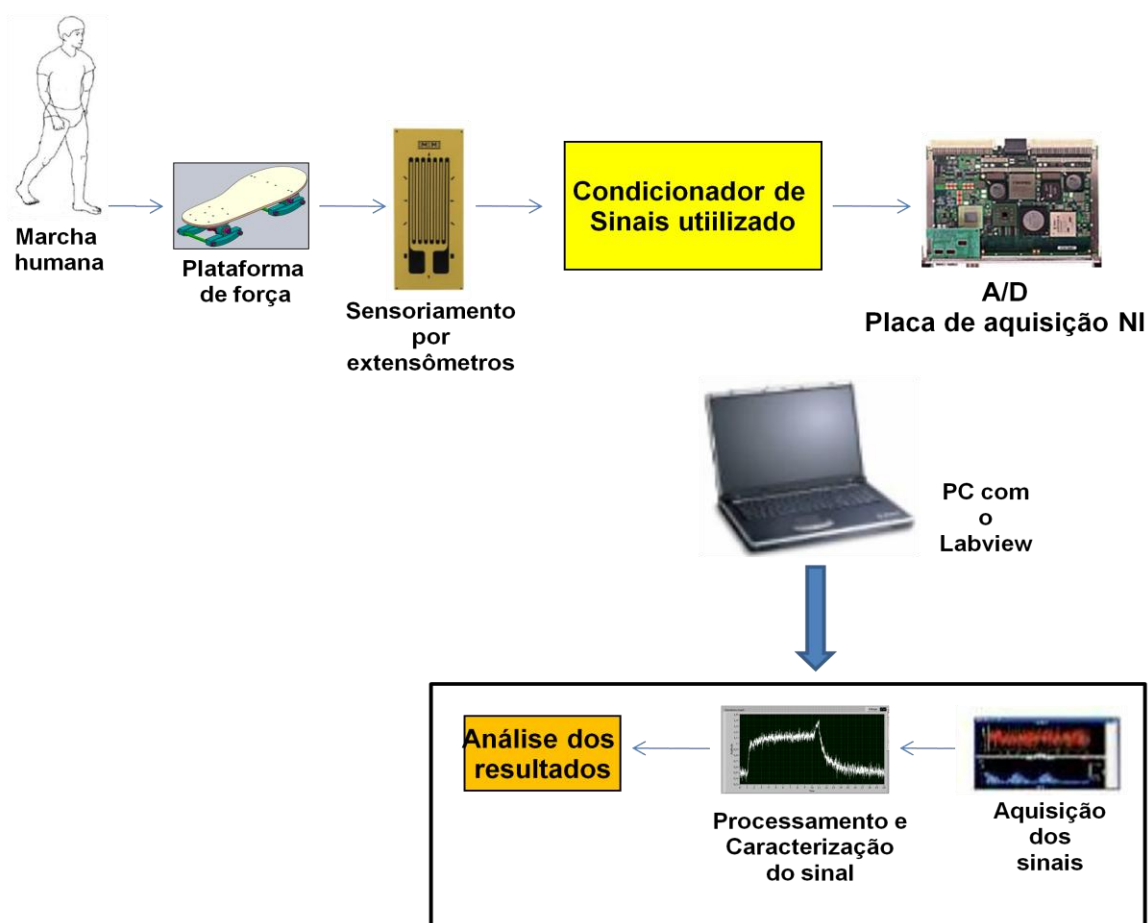 Marcha
humana
Plataforma
de força
Sensoriamento
por
extensômetros
Condicionador de
Sinais utiilizado
A/D
Placa de aquisição NI
PC com
o
Labview
Análise dos
resultados
Processamento e
Caracterização
do sinal
Aquisição
dos
sinais